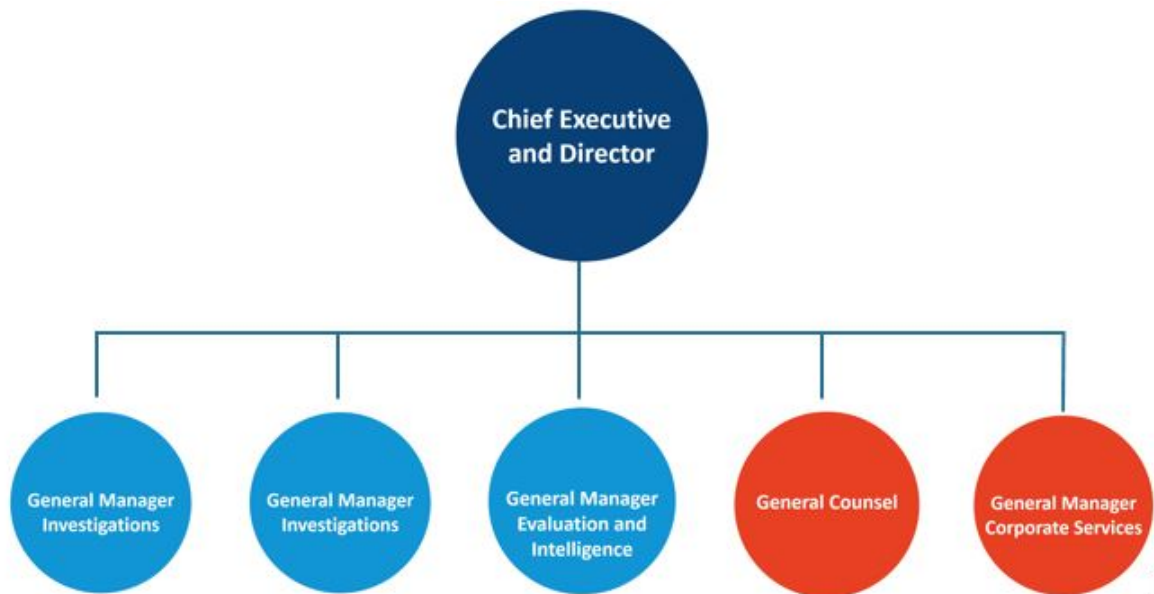 Chief Executive
and Director
General Manager
Investigations
General Manager
Investigations
General Manager
Evaluation and
Intelligence
General Counsel
General Manager
Corporate Services